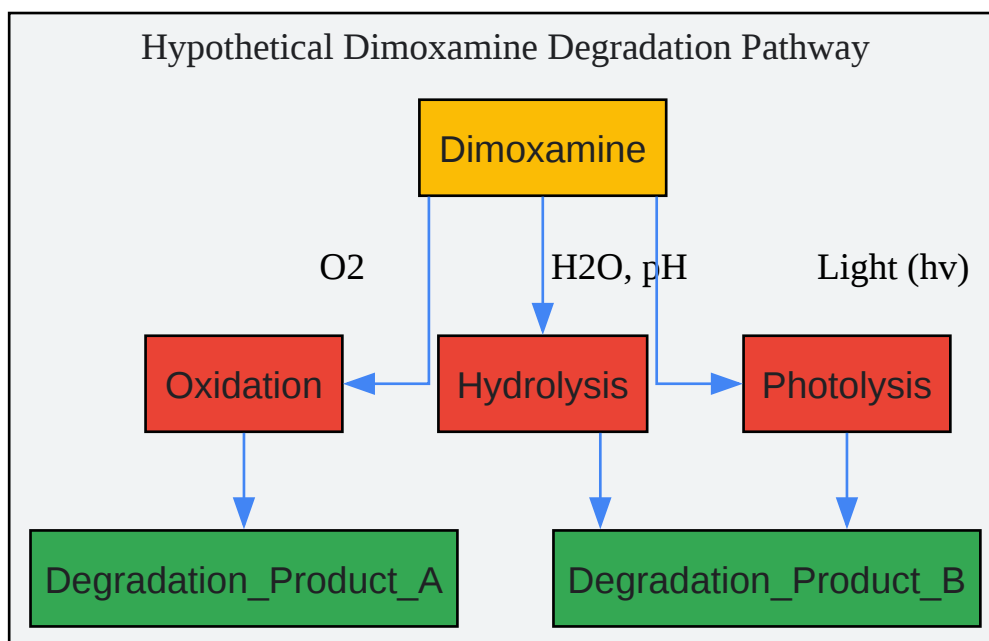 Hypothetical Dimoxamine Degradation Pathway
Dimoxamine
O2
H2O, pH
Light (hv)
Oxidation
Hydrolysis
Photolysis
Degradation_Product_A
Degradation_Product_B